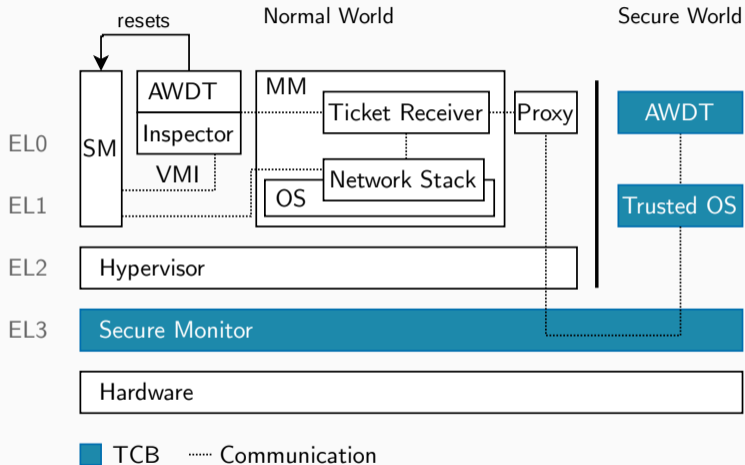 resets
Normal World
Secure World
AWDT
MM
Ticket Receiver
Proxy
AWDT
EL0
SM
Inspector
VMI
Network Stack
EL1
OS
Trusted OS
EL2
Hypervisor
EL3
Secure Monitor
Hardware
TCB
Communication